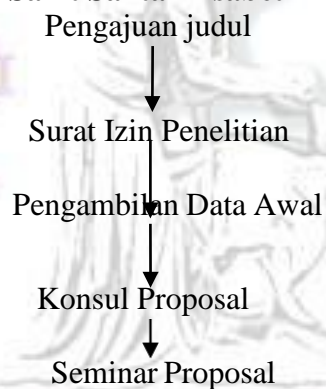 Pengajuan judul
Surat Izin Penelitian
Pengambilan Data Awal
Konsul Proposal
Seminar Proposal